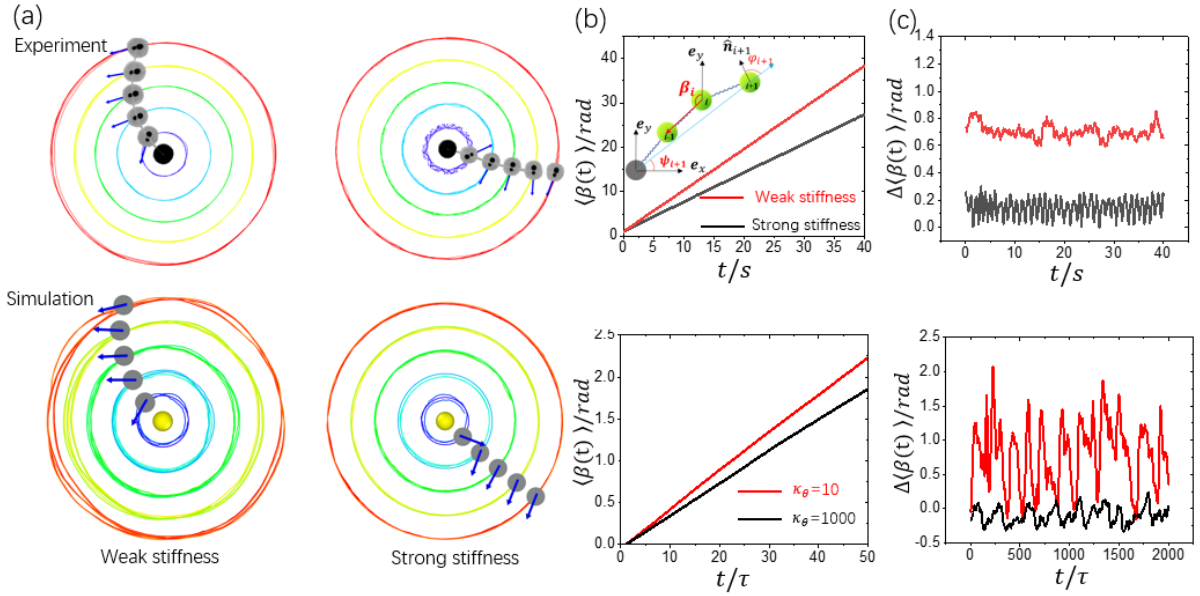 (a)
Experiment
Simulation
Weak stiffness
Strong stiffness
(b)
⟨β(t)⟩/rad
45
40
30
20
10
0
0 5 10 15 20 25 30 35 40
t/s
e_y
n̂_{i+1}
φ_{i+1}
β_i
i
i+1
i-1
e_y
ψ_{i+1}
e_x
Weak stiffness
Strong stiffness
⟨β(t)⟩/rad
2.5
2.0
1.5
1.0
0.5
0.0
0 10 20 30 40 50
t/τ
κ_θ=10
κ_θ=1000
(c)
Δ⟨β(t)⟩/rad
1.4
1.2
1.0
0.8
0.6
0.4
0.2
0.0
0 10 20 30 40
t/s
Δ⟨β(t)⟩/rad
2.5
2.0
1.5
1.0
0.5
0.0
-0.5
0 500 1000 1500 2000
t/τ